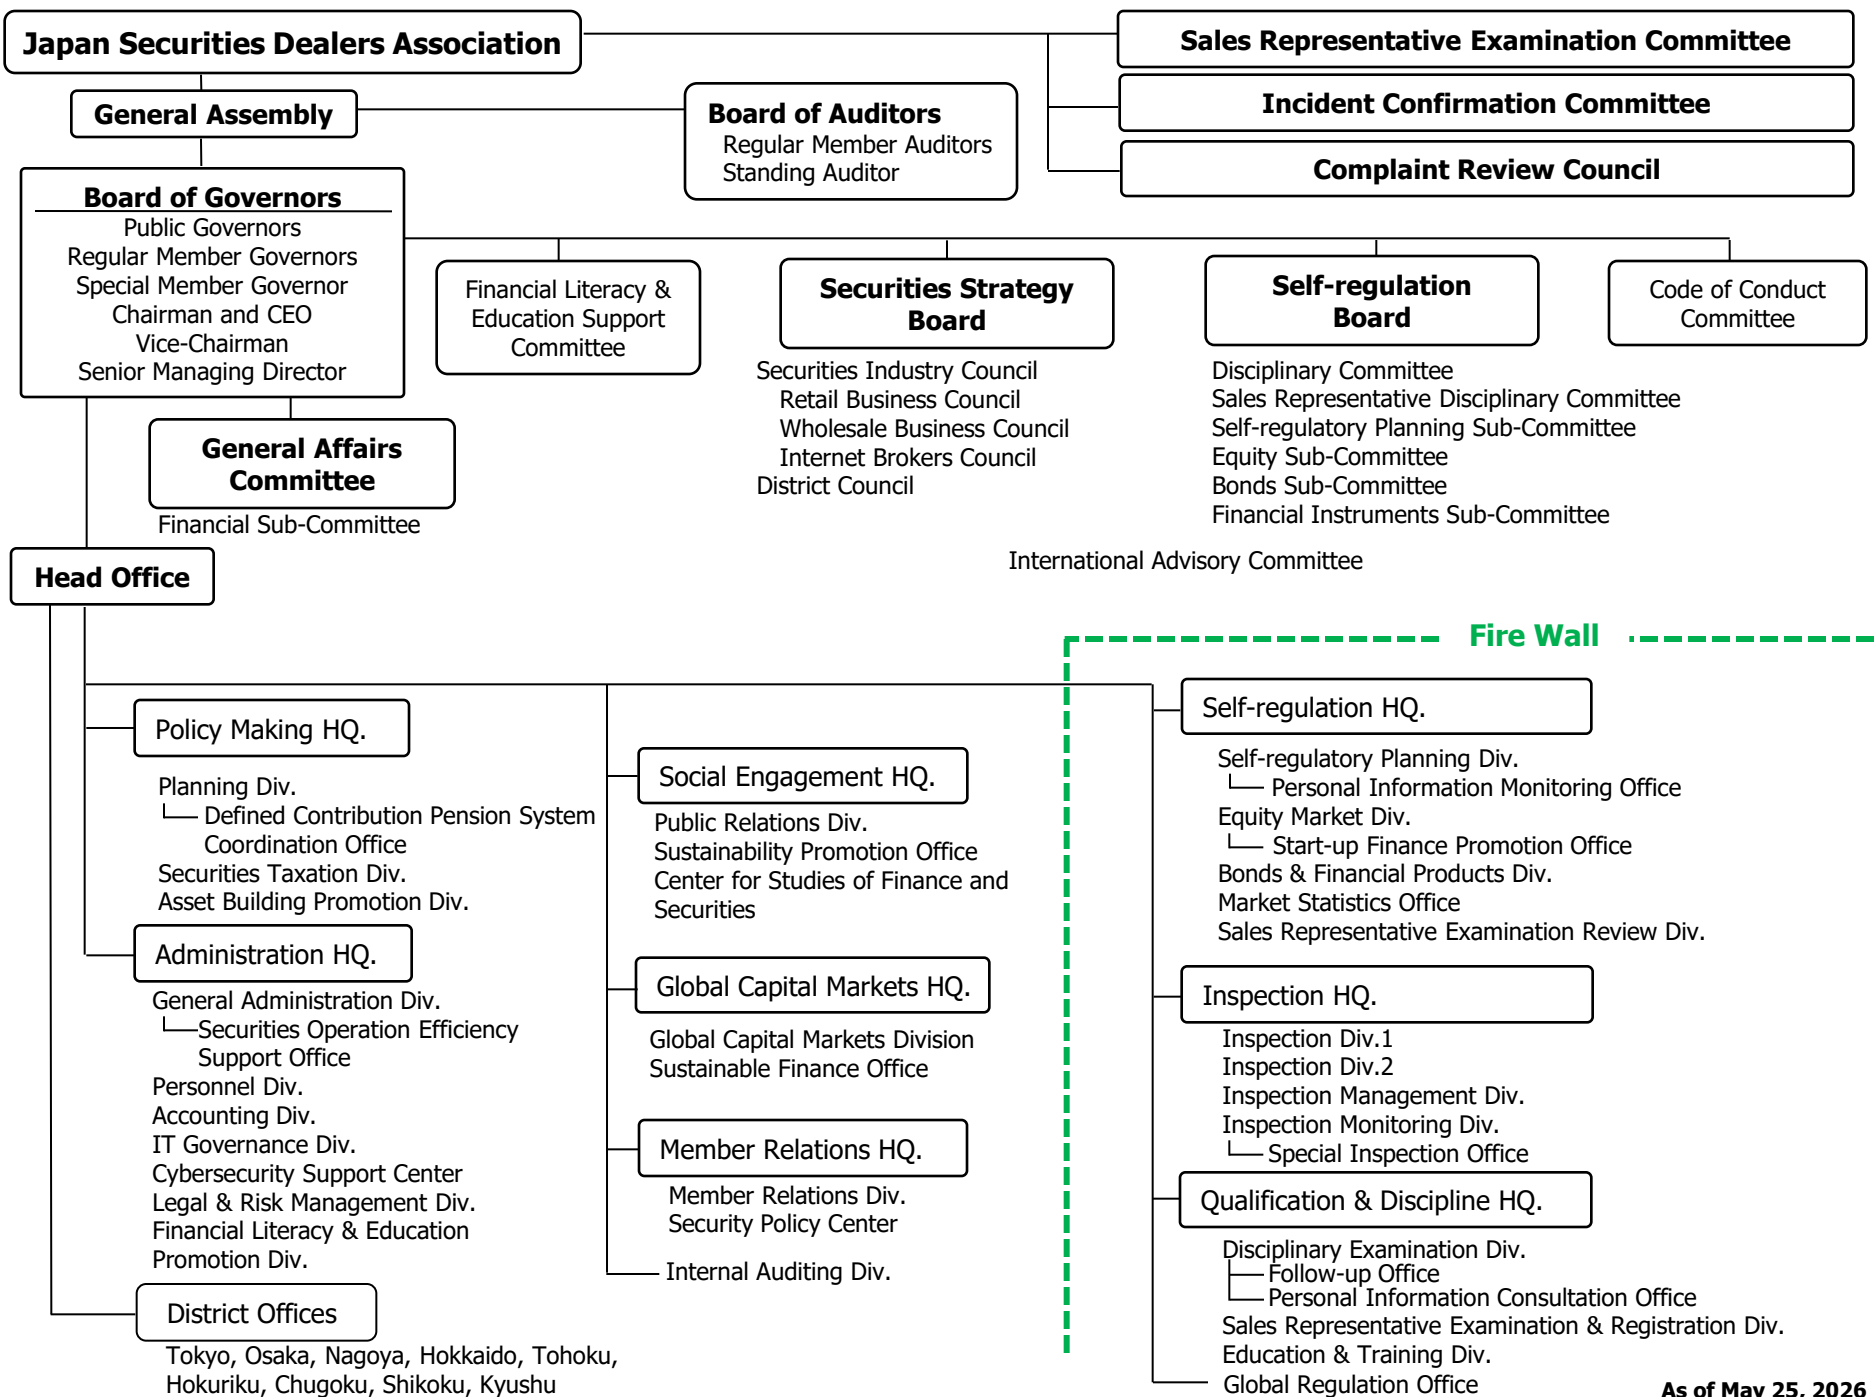 Japan Securities Dealers Association
Sales Representative Examination Committee
Incident Confirmation Committee
Complaint Review Council
General Assembly
Board of Auditors
Regular Member Auditors
Standing Auditor
Board of Governors
Public Governors
Regular Member Governors
Special Member Governor
Chairman and CEO
Vice-Chairman
Senior Managing Director
Financial Literacy &
Education Support
Committee
Securities Strategy
Board
Securities Industry Council
Retail Business Council
Wholesale Business Council
Internet Brokers Council
District Council
Self-regulation
Board
Disciplinary Committee
Sales Representative Disciplinary Committee
Self-regulatory Planning Sub-Committee
Equity Sub-Committee
Bonds Sub-Committee
Financial Instruments Sub-Committee
Code of Conduct
Committee
General Affairs
Committee
Financial Sub-Committee
International Advisory Committee
Head Office
Fire Wall
Policy Making HQ.
Planning Div.
Defined Contribution Pension System
Coordination Office
Securities Taxation Div.
Asset Building Promotion Div.
Administration HQ.
General Administration Div.
Securities Operation Efficiency
Support Office
Personnel Div.
Accounting Div.
IT Governance Div.
Cybersecurity Support Center
Legal & Risk Management Div.
Financial Literacy & Education
Promotion Div.
District Offices
Tokyo, Osaka, Nagoya, Hokkaido, Tohoku,
Hokuriku, Chugoku, Shikoku, Kyushu
Social Engagement HQ.
Public Relations Div.
Sustainability Promotion Office
Center for Studies of Finance and
Securities
Global Capital Markets HQ.
Global Capital Markets Division
Sustainable Finance Office
Member Relations HQ.
Member Relations Div.
Security Policy Center
Internal Auditing Div.
Self-regulation HQ.
Self-regulatory Planning Div.
Personal Information Monitoring Office
Equity Market Div.
Start-up Finance Promotion Office
Bonds & Financial Products Div.
Market Statistics Office
Sales Representative Examination Review Div.
Inspection HQ.
Inspection Div.1
Inspection Div.2
Inspection Management Div.
Inspection Monitoring Div.
Special Inspection Office
Qualification & Discipline HQ.
Disciplinary Examination Div.
Follow-up Office
Personal Information Consultation Office
Sales Representative Examination & Registration Div.
Education & Training Div.
Global Regulation Office
As of May 25, 2026